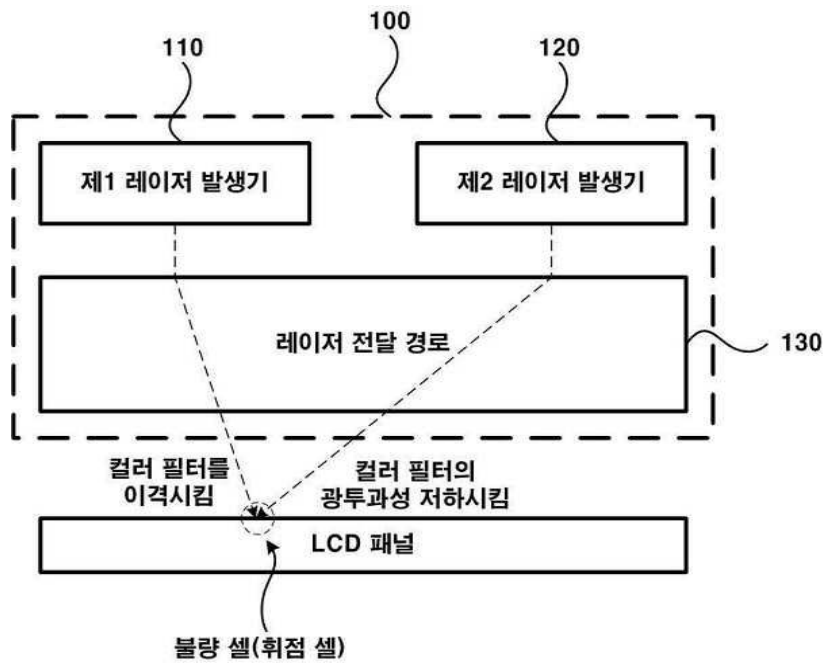 100
110
120
제1 레이저 발생기
제2 레이저 발생기
레이저 전달 경로
130
컬러 필터를
이격시킴
컬러 필터의
광투과성 저하시킴
LCD 패널
불량 셀(휘점 셀)